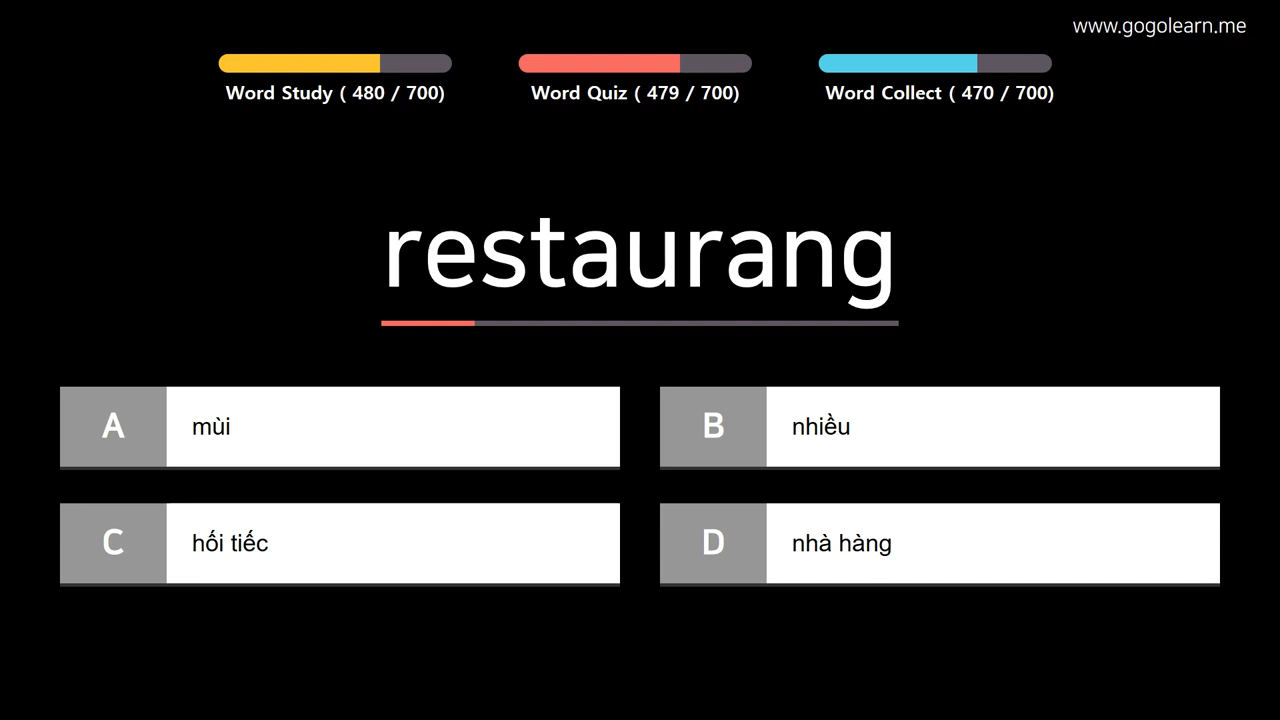 www.gogolearn.me
Word Study ( 480 / 700)
Word Quiz ( 479 / 700)
Word Collect ( 470 / 700)
restaurang
A mùi
B nhiều
C hối tiếc
D nhà hàng